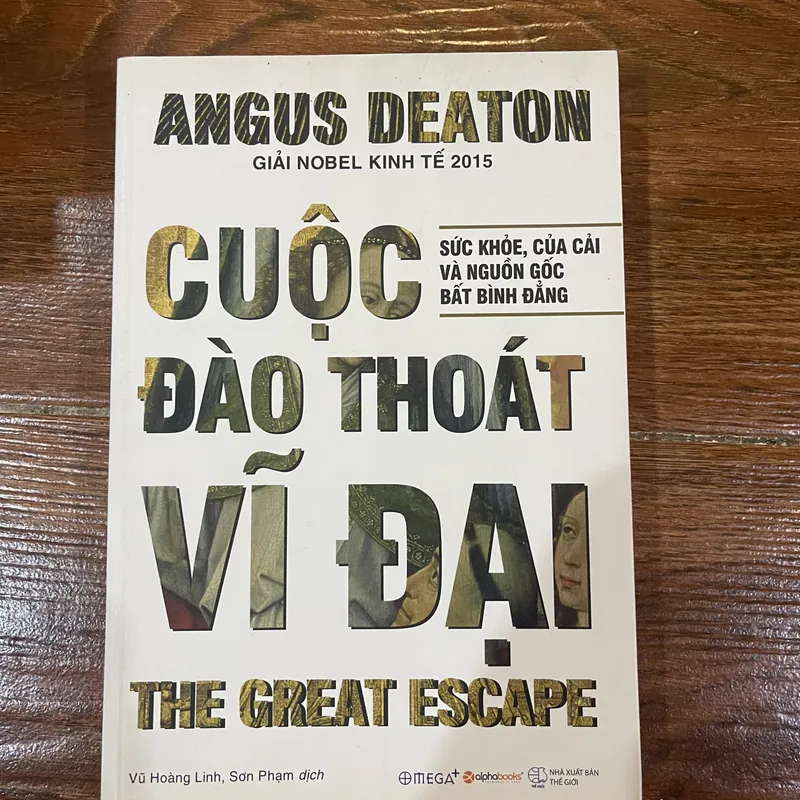 ANGUS DEATON
GIẢI NOBEL KINH TẾ 2015
CUỘC
SỨC KHỎE, CỦA CẢI
VÀ NGUỒN GỐC
BẤT BÌNH ĐẲNG
ĐÀO THOÁT
VĨ ĐẠI
THE GREAT ESCAPE
Vũ Hoàng Linh, Sơn Phạm dịch
OMEGA+
alphabooks
NHÀ XUẤT BẢN
THẾ GIỚI